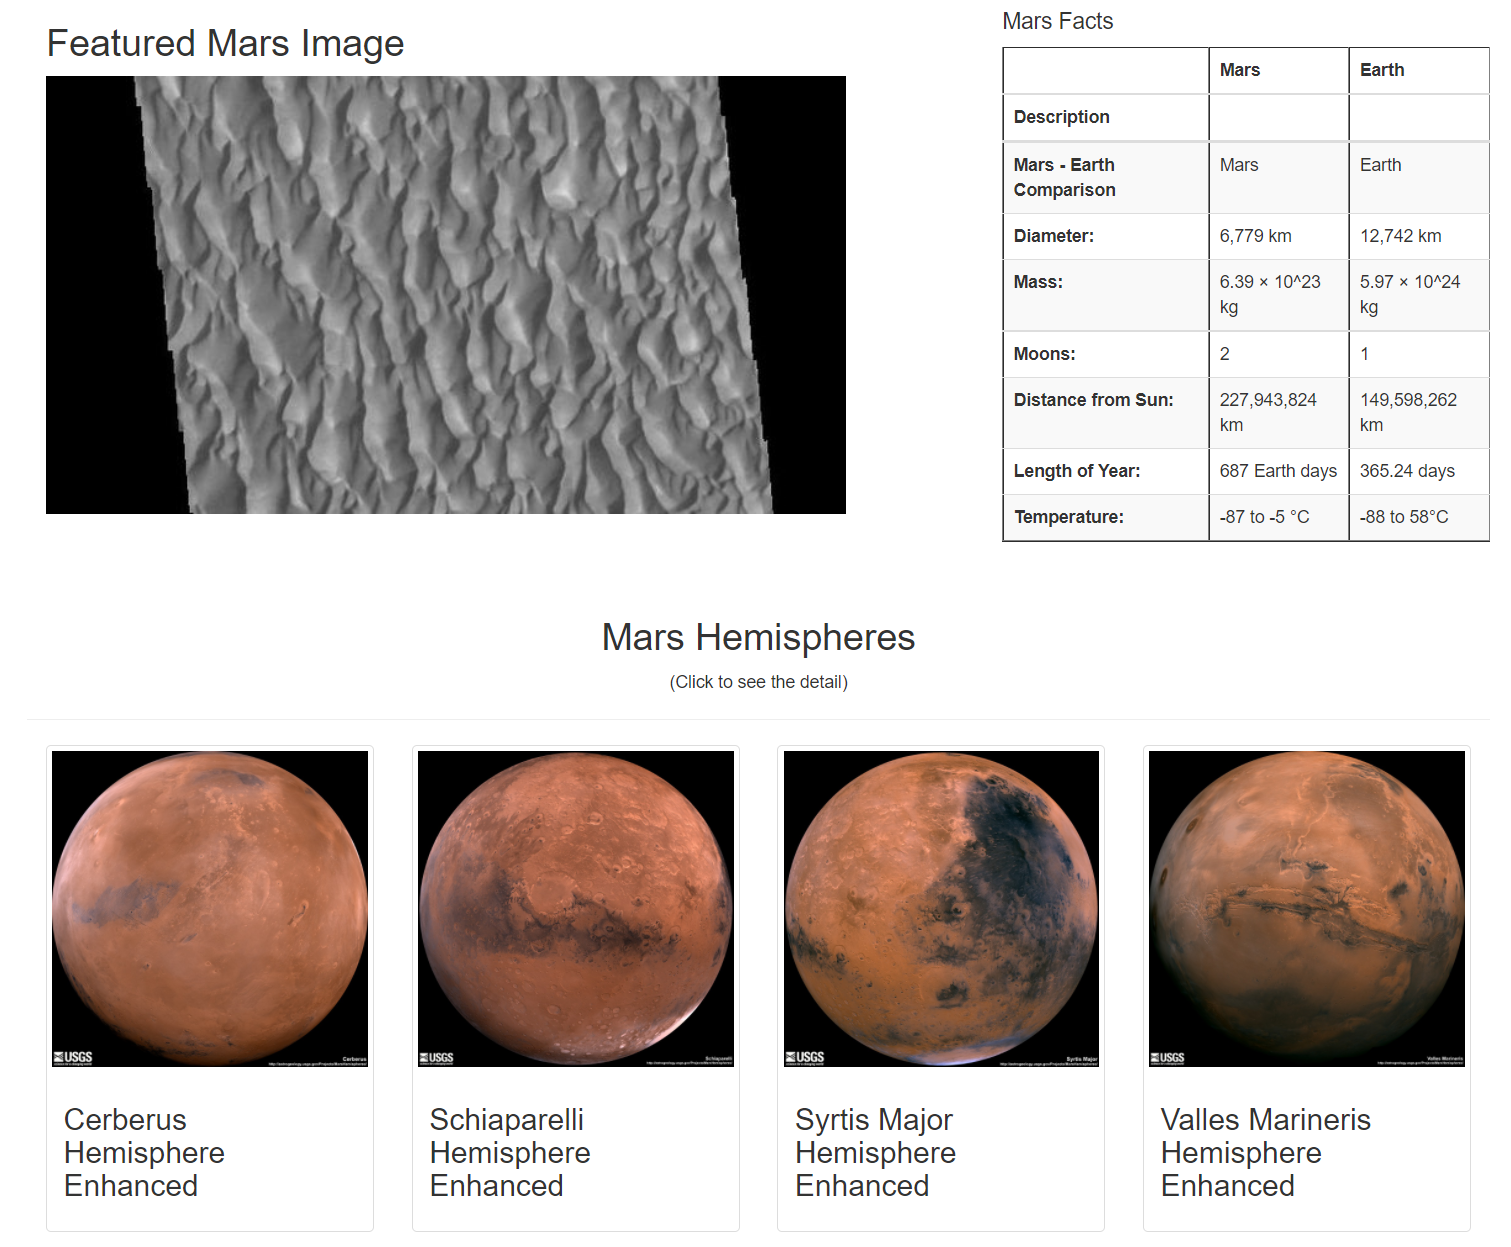 Featured Mars Image
Mars Facts
Mars Earth
Description
Mars - Earth Comparison Mars Earth
Diameter: 6,779 km 12,742 km
Mass: 6.39 × 10^23 kg 5.97 × 10^24 kg
Moons: 2 1
Distance from Sun: 227,943,824 km 149,598,262 km
Length of Year: 687 Earth days 365.24 days
Temperature: -87 to -5 °C -88 to 58°C
Mars Hemispheres
(Click to see the detail)
USGS
Cerberus
USGS
Schiaparelli
USGS
Syrtis Major
USGS
Valles Marineris
Cerberus
Hemisphere
Enhanced
Schiaparelli
Hemisphere
Enhanced
Syrtis Major
Hemisphere
Enhanced
Valles Marineris
Hemisphere
Enhanced